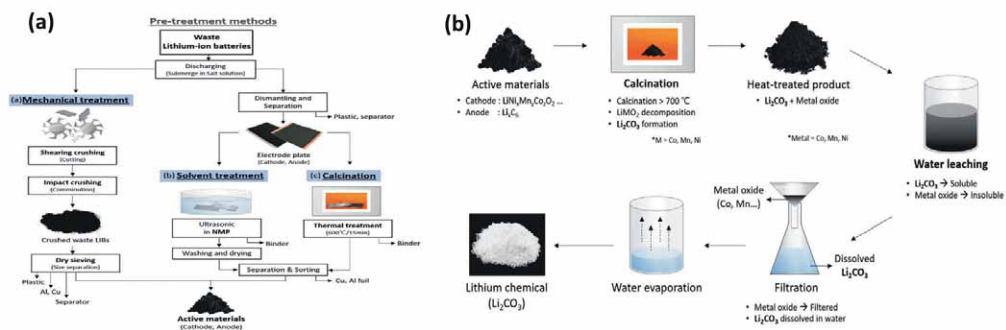 (a)
Pre-treatment methods
Waste
Lithium-ion batteries
Discharging
(Submerge in Salt solution)
(a)Mechanical treatment
Shearing crushing
(Cutting)
Impact crushing
(Comminution)
Crushed waste LIBs
Dry sieving
(Size separation)
Plastic
Al, Cu
Separator
Dismantling and
Separation
Plastic, separator
Electrode plate
(Cathode, Anode)
(b) Solvent treatment
Ultrasonic
in NMP
Binder
Washing and drying
(c) Calcination
Thermal treatment
(600℃/15min)
Binder
Separation & Sorting
Cu, Al foil
Active materials
(Cathode, Anode)
(b)
Active materials
• Cathode : LiNixMnyCozO2 ...
• Anode : LixC6
Calcination
• Calcination > 700 ℃
• LiMO2 decomposition
• Li2CO3 formation
*M = Co, Mn, Ni
Heat-treated product
• Li2CO3 + Metal oxide
*Metal = Co, Mn, Ni
Water leaching
• Li2CO3 → Soluble
• Metal oxide → Insoluble
Metal oxide
(Co, Mn...)
Dissolved
Li2CO3
Filtration
• Metal oxide → Filtered
• Li2CO3 dissolved in water
Water evaporation
Lithium chemical
(Li2CO3)